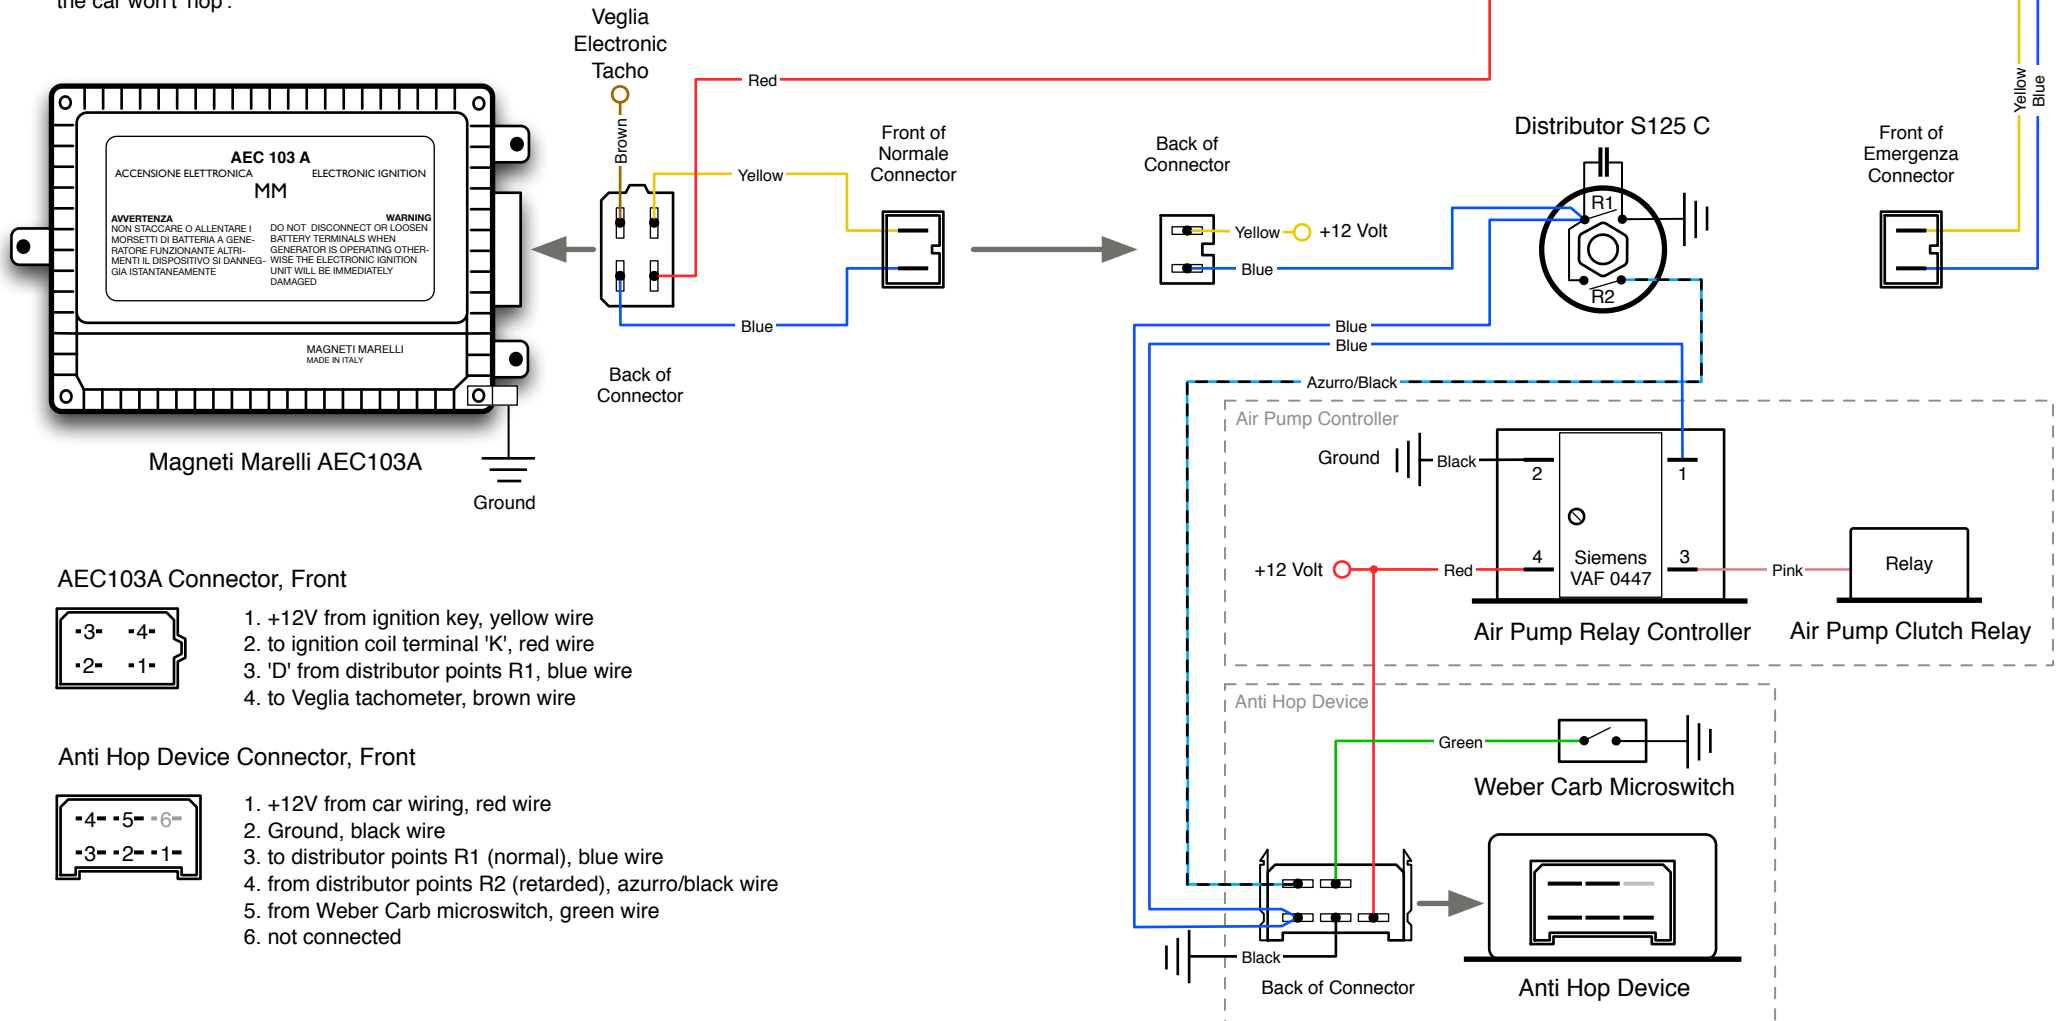 the car won't 'hop'.
Veglia
Electronic
Tacho
Brown
Red
Yellow
Blue
Back of
Connector
Front of
Normale
Connector
Back of
Connector
Yellow
+12 Volt
Blue
Distributor S125 C
R1
R2
Front of
Emergenza
Connector
Yellow
Blue
AEC 103 A
ACCENSIONE ELETTRONICA
ELECTRONIC IGNITION
MM
AVVERTENZA
NON STACCARE O ALLENTARE I
MORSETTI DI BATTERIA A GENE-
RATORE FUNZIONANTE ALTRI-
MENTI IL DISPOSITIVO SI DANNEG-
GIA ISTANTANEAMENTE
WARNING
DO NOT DISCONNECT OR LOOSEN
BATTERY TERMINALS WHEN
GENERATOR IS OPERATING OTHER-
WISE THE ELECTRONIC IGNITION
UNIT WILL BE IMMEDIATELY
DAMAGED
MAGNETI MARELLI
MADE IN ITALY
Magneti Marelli AEC103A
Ground
Blue
Blue
Azurro/Black
Air Pump Controller
Ground
Black
2
1
+12 Volt
Red
4
Siemens
VAF 0447
3
Pink
Relay
Air Pump Relay Controller
Air Pump Clutch Relay
AEC103A Connector, Front
-3- -4-
-2- -1-
1. +12V from ignition key, yellow wire
2. to ignition coil terminal 'K', red wire
3. 'D' from distributor points R1, blue wire
4. to Veglia tachometer, brown wire
Anti Hop Device Connector, Front
-4- -5- -6-
-3- -2- -1-
1. +12V from car wiring, red wire
2. Ground, black wire
3. to distributor points R1 (normal), blue wire
4. from distributor points R2 (retarded), azurro/black wire
5. from Weber Carb microswitch, green wire
6. not connected
Anti Hop Device
Green
Weber Carb Microswitch
Black
Back of Connector
Anti Hop Device